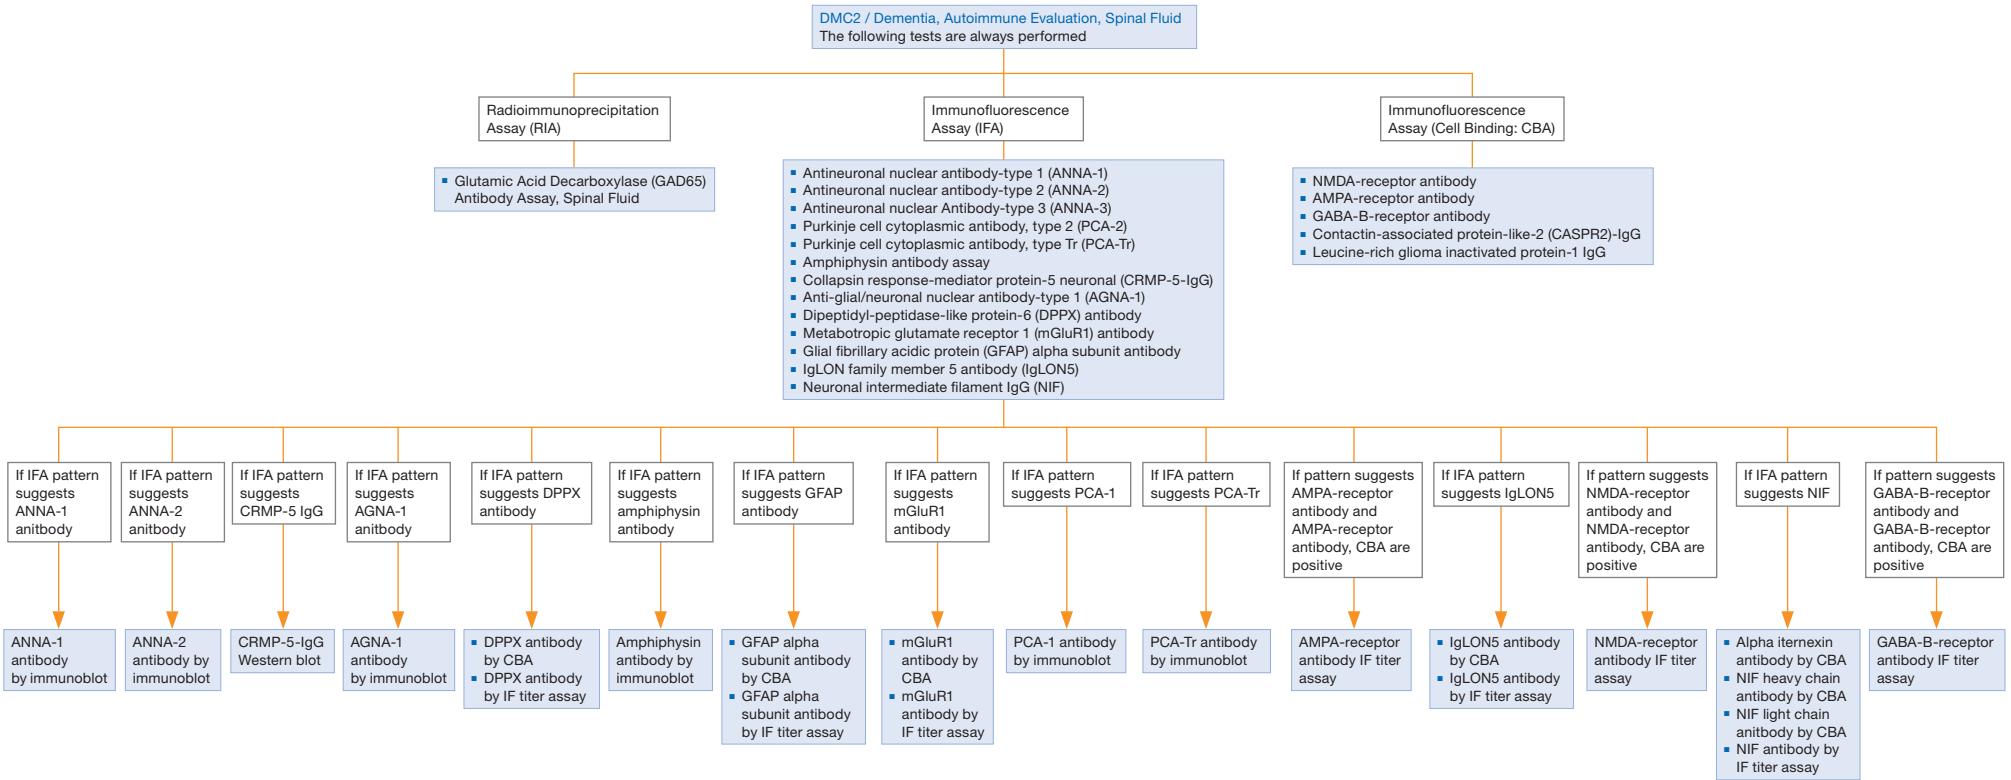 DMC2 / Dementia, Autoimmune Evaluation, Spinal Fluid
The following tests are always performed
Radioimmunoprecipitation
Assay (RIA)
Immunofluorescence
Assay (IFA)
Immunofluorescence
Assay (Cell Binding: CBA)
▪ Glutamic Acid Decarboxylase (GAD65)
Antibody Assay, Spinal Fluid
▪ Antineuronal nuclear antibody-type 1 (ANNA-1)
▪ Antineuronal nuclear antibody-type 2 (ANNA-2)
▪ Antineuronal nuclear Antibody-type 3 (ANNA-3)
▪ Purkinje cell cytoplasmic antibody, type 2 (PCA-2)
▪ Purkinje cell cytoplasmic antibody, type Tr (PCA-Tr)
▪ Amphiphysin antibody assay
▪ Collapsin response-mediator protein-5 neuronal (CRMP-5-IgG)
▪ Anti-glial/neuronal nuclear antibody-type 1 (AGNA-1)
▪ Dipeptidyl-peptidase-like protein-6 (DPPX) antibody
▪ Metabotropic glutamate receptor 1 (mGluR1) antibody
▪ Glial fibrillary acidic protein (GFAP) alpha subunit antibody
▪ IgLON family member 5 antibody (IgLON5)
▪ Neuronal intermediate filament IgG (NIF)
▪ NMDA-receptor antibody
▪ AMPA-receptor antibody
▪ GABA-B-receptor antibody
▪ Contactin-associated protein-like-2 (CASPR2)-IgG
▪ Leucine-rich glioma inactivated protein-1 IgG
If IFA pattern
suggests
ANNA-1
anitbody
If IFA pattern
suggests
ANNA-2
anitbody
If IFA pattern
suggests
CRMP-5 IgG
If IFA pattern
suggests
AGNA-1
anitbody
If IFA pattern
suggests DPPX
antibody
If IFA pattern
suggests
amphiphysin
antibody
If IFA pattern
suggests GFAP
antibody
If IFA pattern
suggests
mGluR1
antibody
If IFA pattern
suggests PCA-1
If IFA pattern
suggests PCA-Tr
If pattern suggests
AMPA-receptor
antibody and
AMPA-receptor
antibody, CBA are
positive
If IFA pattern
suggests IgLON5
If pattern suggests
NMDA-receptor
antibody and
NMDA-receptor
antibody, CBA are
positive
If IFA pattern
suggests NIF
If pattern suggests
GABA-B-receptor
antibody and
GABA-B-receptor
antibody, CBA are
positive
ANNA-1
antibody
by immunoblot
ANNA-2
antibody by
immunoblot
CRMP-5-IgG
Western blot
AGNA-1
antibody
by immunoblot
▪ DPPX antibody
by CBA
▪ DPPX antibody
by IF titer assay
Amphiphysin
antibody by
immunoblot
▪ GFAP alpha
subunit antibody
by CBA
▪ GFAP alpha
subunit antibody
by IF titer assay
▪ mGluR1
antibody by
CBA
▪ mGluR1
antibody by
IF titer assay
PCA-1 antibody
by immunoblot
PCA-Tr antibody
by immunoblot
AMPA-receptor
antibody IF titer
assay
▪ IgLON5 antibody
by CBA
▪ IgLON5 antibody
by IF titer assay
NMDA-receptor
antibody IF titer
assay
▪ Alpha iternexin
antibody by CBA
▪ NIF heavy chain
antibody by CBA
▪ NIF light chain
anitbody by CBA
▪ NIF antibody by
IF titer assay
GABA-B-receptor
antibody IF titer
assay